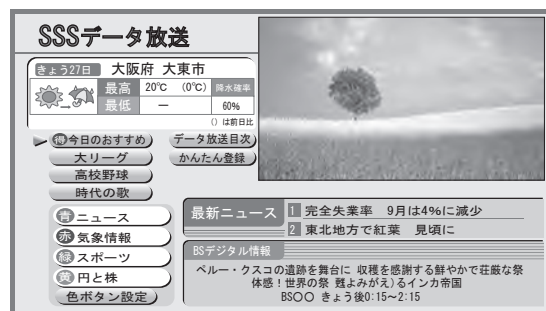 SSSデータ放送
きょう27日 大阪府 大東市
最高 20℃ (0℃) 降水確率
最低 － 60%
() は前日比
得今日のおすすめ データ放送目次
大リーグ かんたん登録
高校野球
時代の歌
青ニュース
赤気象情報
緑スポーツ
黄円と株
色ボタン設定
最新ニュース 1 完全失業率 9月は4%に減少
2 東北地方で紅葉 見頃に
BSデジタル情報
ペルー・クスコの遺跡を舞台に 収穫を感謝する鮮やかで荘厳な祭
体感！世界の祭 甦よみがえ）るインカ帝国
BS〇〇 きょう後0:15～2:15